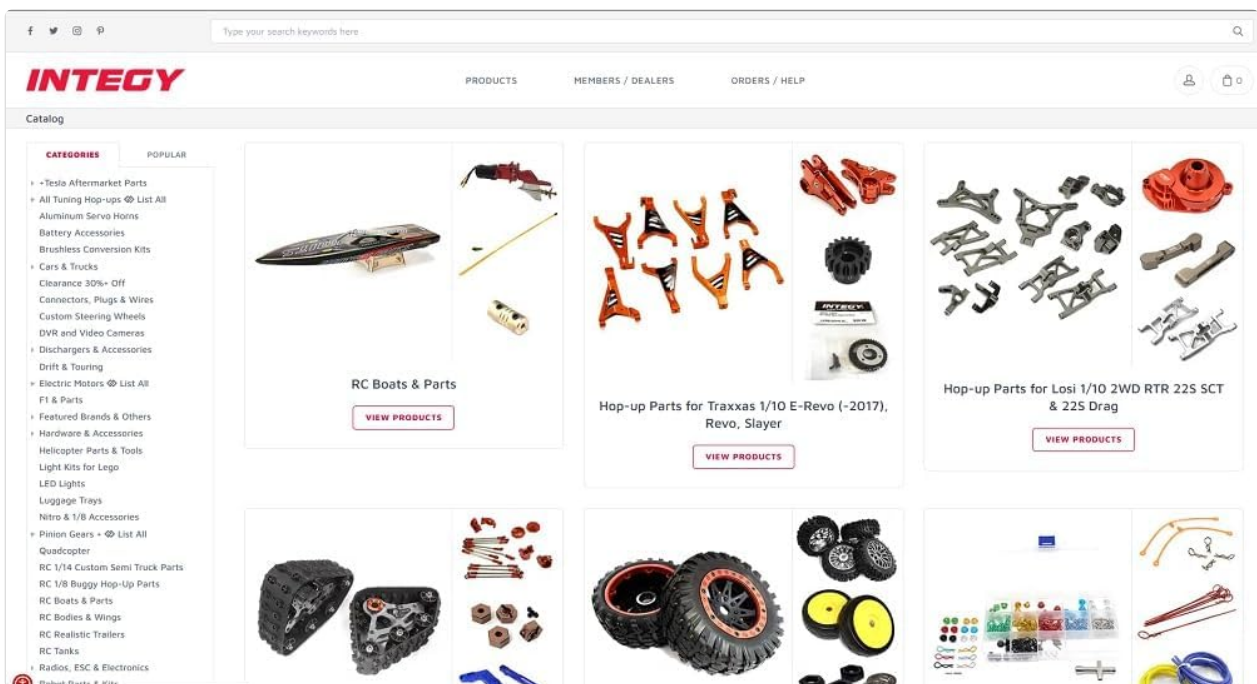 Type your search keywords here
INTEGY
PRODUCTS
MEMBERS / DEALERS
ORDERS / HELP
0
Catalog
CATEGORIES
POPULAR
+Tesla Aftermarket Parts
All Tuning Hop-ups List All
Aluminum Servo Horns
Battery Accessories
Brushless Conversion Kits
Cars & Trucks
Clearance 30%+ Off
Connectors, Plugs & Wires
Custom Steering Wheels
DVR and Video Cameras
Dischargers & Accessories
Drift & Touring
Electric Motors List All
F1 & Parts
Featured Brands & Others
Hardware & Accessories
Helicopter Parts & Tools
Light Kits for Lego
LED Lights
Luggage Trays
Nitro & 1/8 Accessories
Pinion Gears + List All
Quadcopter
RC 1/14 Custom Semi Truck Parts
RC 1/8 Buggy Hop-Up Parts
RC Boats & Parts
RC Bodies & Wings
RC Realistic Trailers
RC Tanks
Radios, ESC & Electronics
Robot Parts & Kits
RC Boats & Parts
VIEW PRODUCTS
INTEGY
Hop-up Parts for Traxxas 1/10 E-Revo (-2017),
Revo, Slayer
VIEW PRODUCTS
Hop-up Parts for Losi 1/10 2WD RTR 22S SCT
& 22S Drag
VIEW PRODUCTS